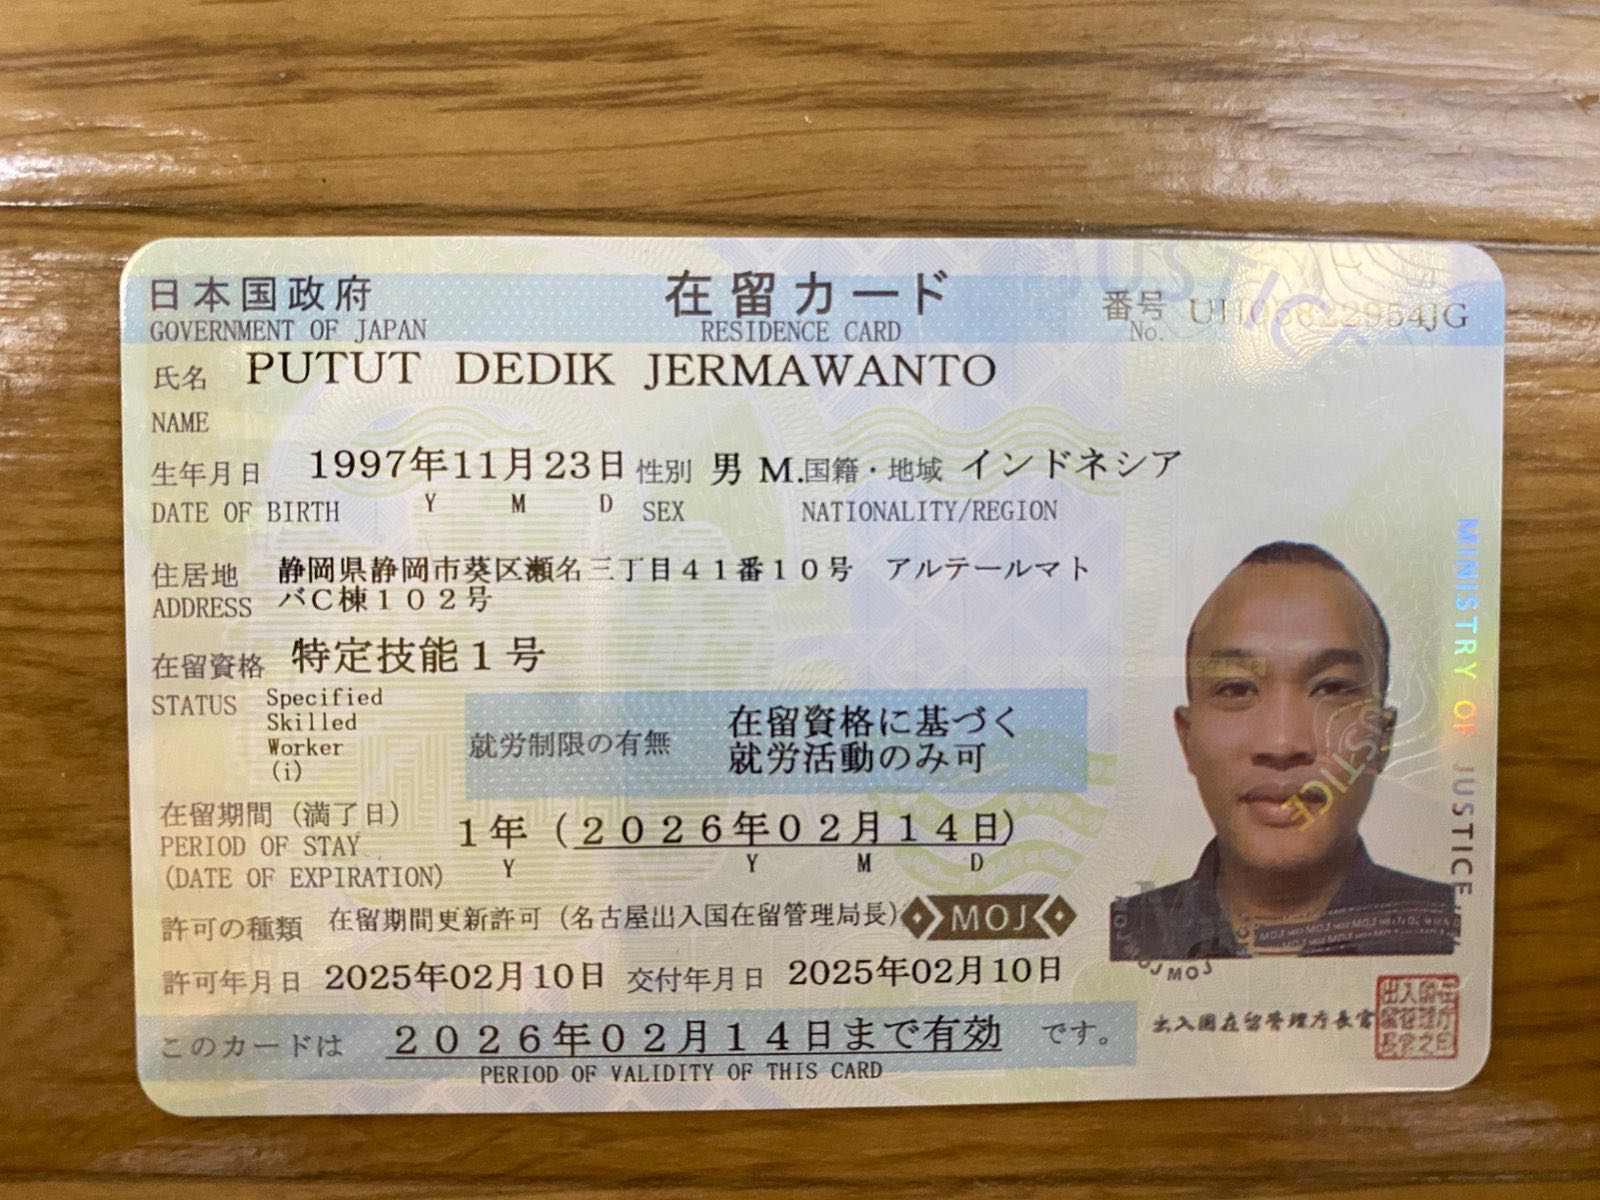 日本国政府 在留カード 番号
GOVERNMENT OF JAPAN RESIDENCE CARD No.
氏名 PUTUT DEDIK JERMAWANTO
NAME
生年月日 1997年11月23日 性別 男 M. 国籍・地域 インドネシア
DATE OF BIRTH Y M D SEX NATIONALITY/REGION
住居地 静岡県静岡市葵区瀬名三丁目41番10号 アルテールマト
ADDRESS バC棟102号
在留資格 特定技能1号
STATUS Specified
Skilled
Worker
(i)
就労制限の有無 在留資格に基づく
就労活動のみ可
在留期間(満了日) 1年(2026年02月14日)
PERIOD OF STAY Y Y M D
(DATE OF EXPIRATION)
許可の種類 在留期間更新許可(名古屋出入国在留管理局長) MOJ
許可年月日 2025年02月10日 交付年月日 2025年02月10日
このカードは 2026年02月14日まで有効 です。
PERIOD OF VALIDITY OF THIS CARD
MINISTRY OF JUSTICE
JUSTICE
MOJ MOJ
出入国在留管理庁長官